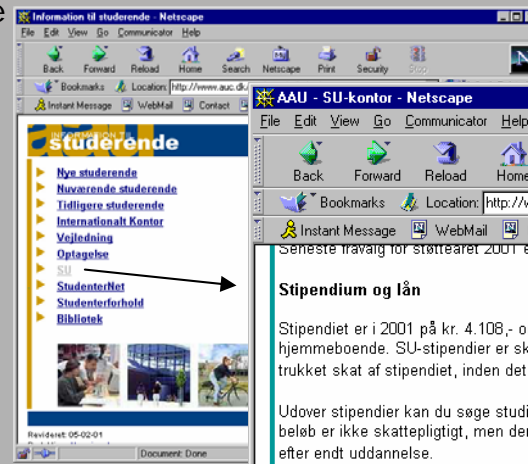 e
Information til studerende - Netscape
File Edit View Go Communicator Help
Back Forward Reload Home Search Netscape Print Security Stop
Bookmarks Location: http://www.auc.dk/
Instant Message WebMail Contact
INFORMATION TIL
studerende
Nye studerende
Nuværende studerende
Tidligere studerende
Internationalt Kontor
Vejledning
Optagelse
SU
StudenterNet
Studenterforhold
Bibliotek
Revideret: 05-02-01
Document: Done
AAU - SU-kontor - Netscape
File Edit View Go Communicator Help
Back Forward Reload Home
Bookmarks Location: http://w
Instant Message WebMail
Seneste fravalg for støtteåret 2001 e
Stipendium og lån
Stipendiet er i 2001 på kr. 4.108,- o
hjemmeboende. SU-stipendier er sk
trukket skat af stipendiet, inden det
Udover stipendier kan du søge studi
beløb er ikke skattepligtigt, men der
efter endt uddannelse.